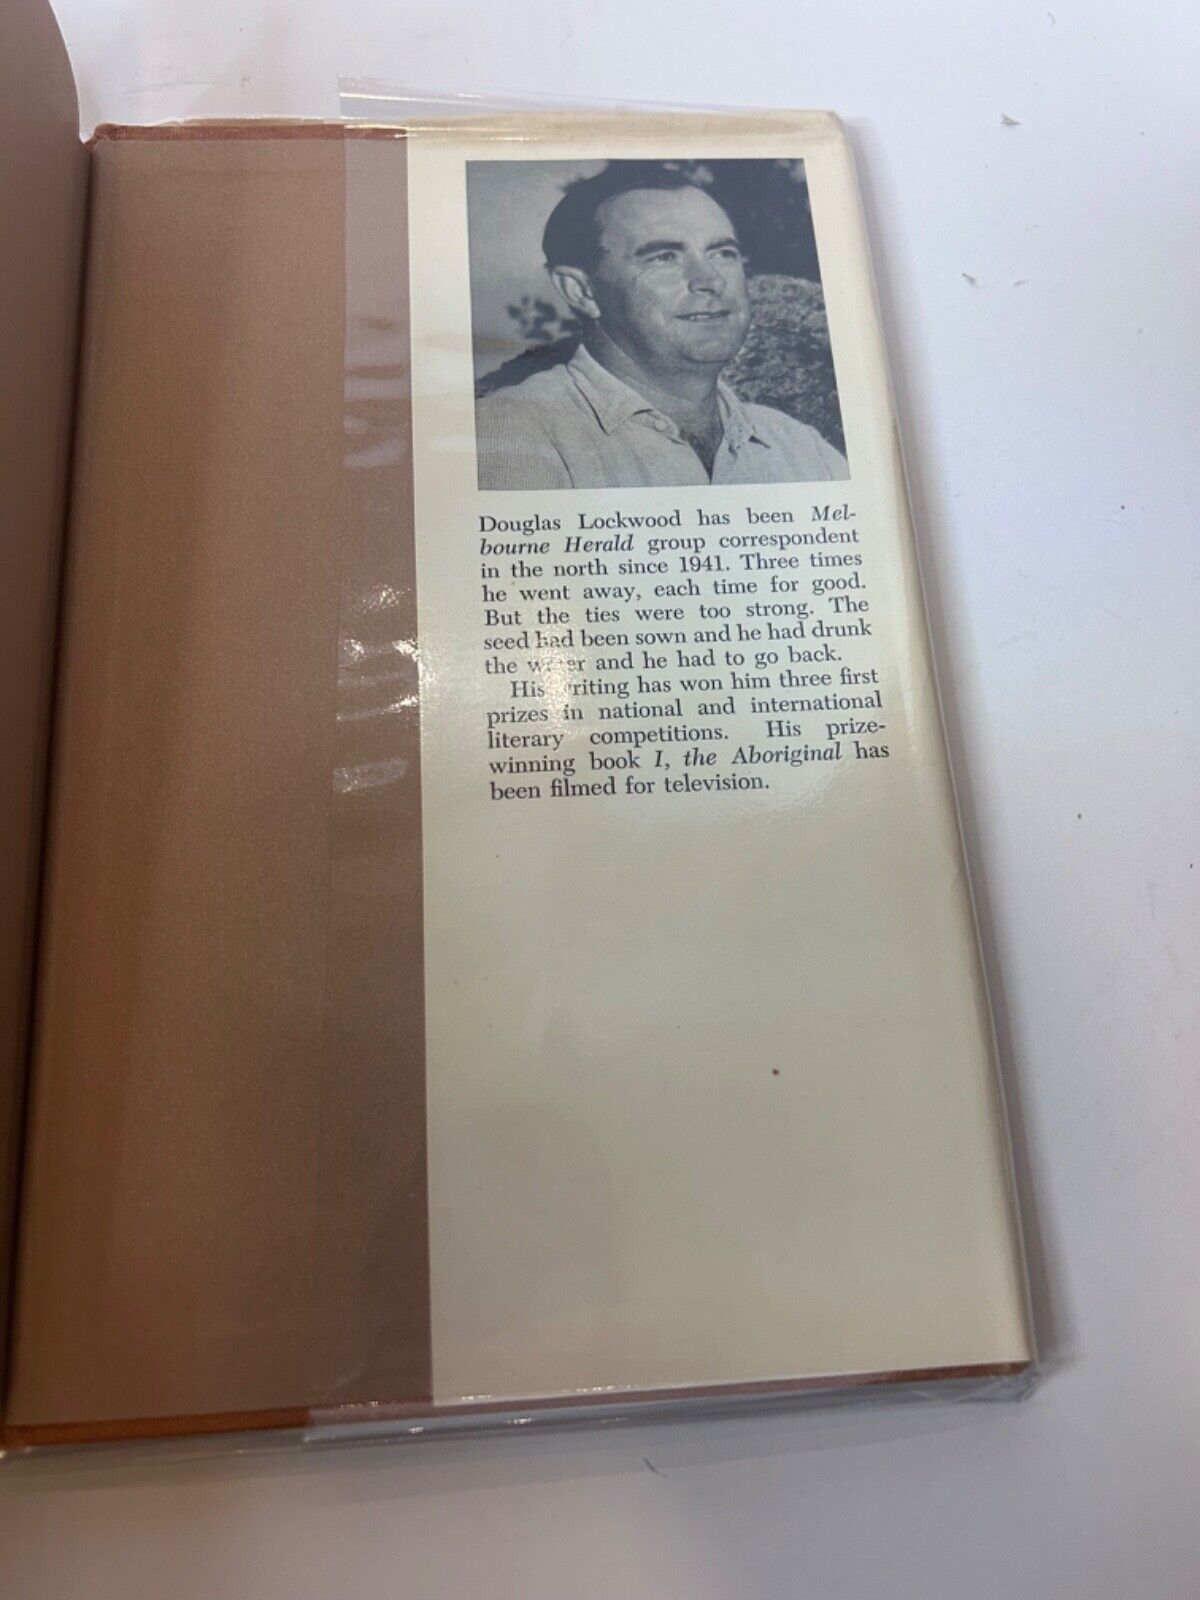 Douglas Lockwood has been Mel-
bourne Herald group correspondent
in the north since 1941. Three times
he went away, each time for good.
But the ties were too strong. The
seed had been sown and he had drunk
the water and he had to go back.
His writing has won him three first
prizes in national and international
literary competitions. His prize-
winning book I, the Aboriginal has
been filmed for television.